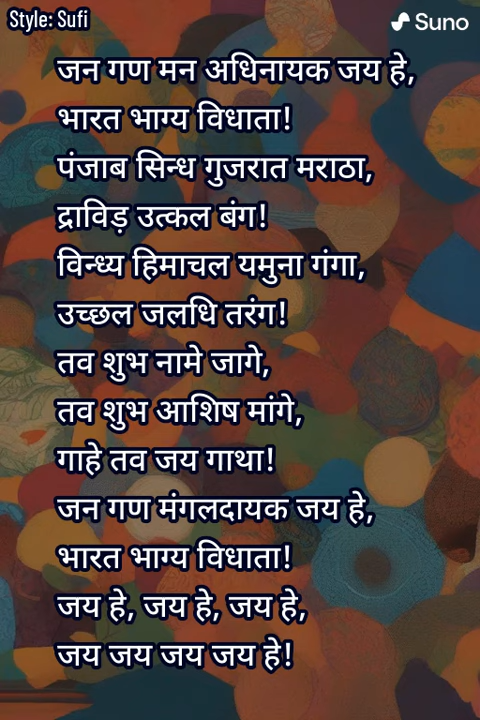 Style: Sufi
Suno
जन गण मन अधिनायक जय हे,
भारत भाग्य विधाता!
पंजाब सिन्ध गुजरात मराठा,
द्राविड़ उत्कल बंग!
विन्ध्य हिमाचल यमुना गंगा,
उच्छल जलधि तरंग!
तव शुभ नामे जागे,
तव शुभ आशिष मांगे,
गाहे तव जय गाथा!
जन गण मंगलदायक जय हे,
भारत भाग्य विधाता!
जय हे, जय हे, जय हे,
जय जय जय जय हे!